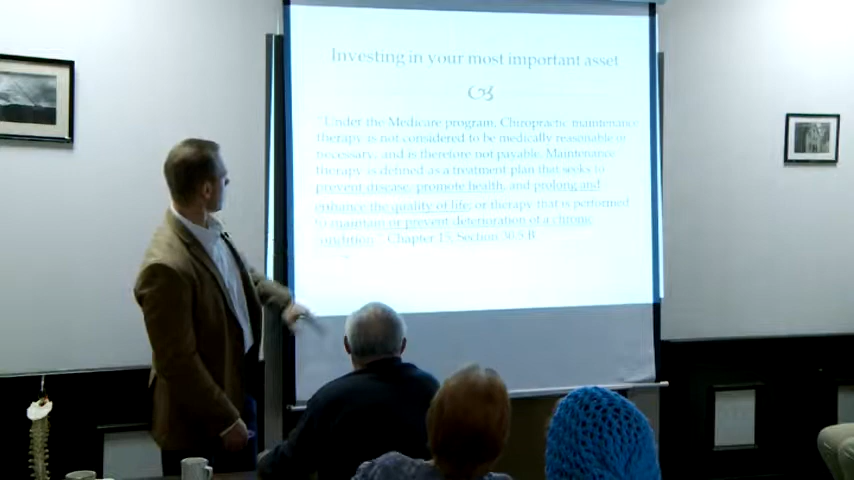 Investing in your most important asset
"Under the Medicare program, Chiropractic maintenance
therapy is not considered to be medically reasonable or
necessary, and is therefore not payable. Maintenance
therapy is defined as a treatment plan that seeks to
prevent disease, promote health, and prolong and
enhance the quality of life; or therapy that is performed
to maintain or prevent deterioration of a chronic
condition." Chapter 15, Section 30.5 B